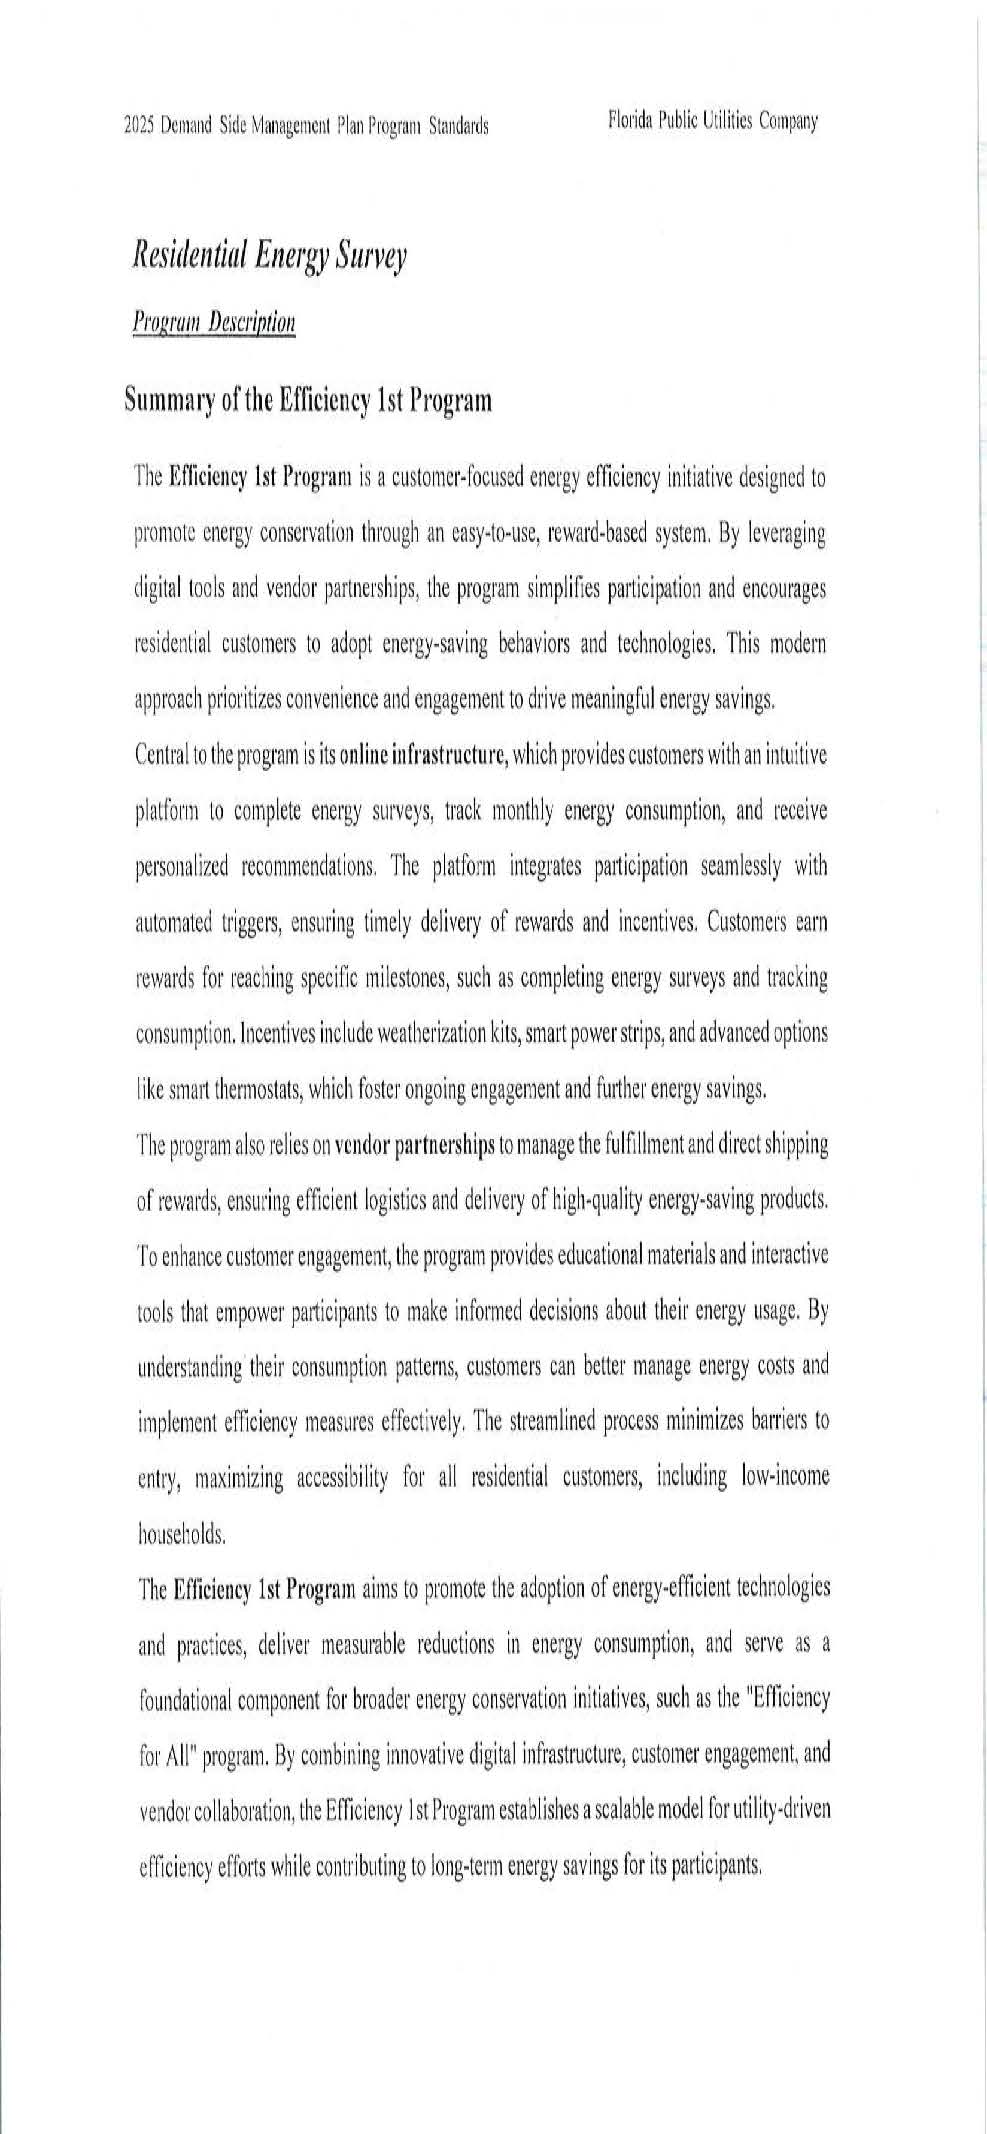 2025 Demand Side Management Plan Program Standards
Florida Public Utilities Company
Residential Energy Survey
Program Description
Summary of the Efficiency 1st Program
The Efficiency 1st Program is a customer-focused energy efficiency initiative designed to
promote energy conservation through an easy-to-use, reward-based system. By leveraging
digital tools and vendor partnerships, the program simplifies participation and encourages
residential customers to adopt energy-saving behaviors and technologies. This modern
approach prioritizes convenience and engagement to drive meaningful energy savings.
Central to the program is its online infrastructure, which provides customers with an intuitive
platform to complete energy surveys, track monthly energy consumption, and receive
personalized recommendations. The platform integrates participation seamlessly with
automated triggers, ensuring timely delivery of rewards and incentives. Customers earn
rewards for reaching specific milestones, such as completing energy surveys and tracking
consumption. Incentives include weatherization kits, smart power strips, and advanced options
like smart thermostats, which foster ongoing engagement and further energy savings.
The program also relies on vendor partnerships to manage the fulfillment and direct shipping
of rewards, ensuring efficient logistics and delivery of high-quality energy-saving products.
To enhance customer engagement, the program provides educational materials and interactive
tools that empower participants to make informed decisions about their energy usage. By
understanding their consumption patterns, customers can better manage energy costs and
implement efficiency measures effectively. The streamlined process minimizes barriers to
entry, maximizing accessibility for all residential customers, including low-income
households.
The Efficiency 1st Program aims to promote the adoption of energy-efficient technologies
and practices, deliver measurable reductions in energy consumption, and serve as a
foundational component for broader energy conservation initiatives, such as the "Efficiency
for All" program. By combining innovative digital infrastructure, customer engagement, and
vendor collaboration, the Efficiency 1st Program establishes a scalable model for utility-driven
efficiency efforts while contributing to long-term energy savings for its participants.